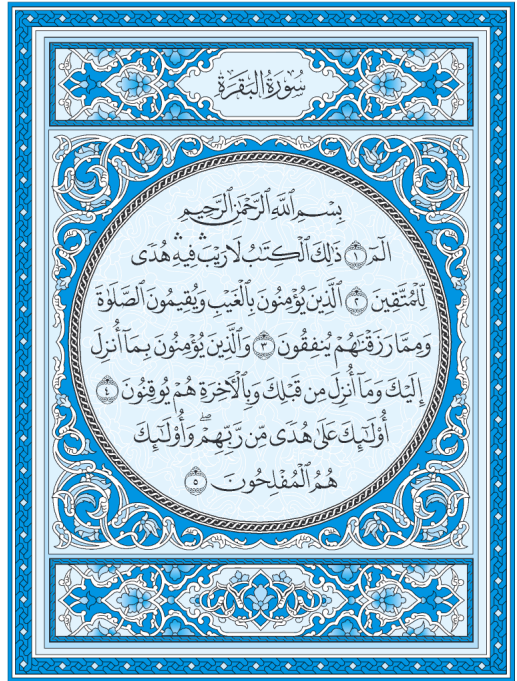 سُورَةُ البَقَرَةِ
بِسْمِ ٱللَّهِ ٱلرَّحْمَٰنِ ٱلرَّحِيمِ
الٓمٓ ١ ذَٰلِكَ ٱلْكِتَٰبُ لَا رَيْبَ ۛ فِيهِ ۛ هُدًى
لِّلْمُتَّقِينَ ٢ ٱلَّذِينَ يُؤْمِنُونَ بِٱلْغَيْبِ وَيُقِيمُونَ ٱلصَّلَوٰةَ
وَمِمَّا رَزَقْنَٰهُمْ يُنفِقُونَ ٣ وَٱلَّذِينَ يُؤْمِنُونَ بِمَآ أُنزِلَ
إِلَيْكَ وَمَآ أُنزِلَ مِن قَبْلِكَ وَبِٱلْأَخِرَةِ هُمْ يُوقِنُونَ ٤
أُو۟لَٰٓئِكَ عَلَىٰ هُدًى مِّن رَّبِّهِمْ ۖ وَأُو۟لَٰٓئِكَ
هُمُ ٱلْمُفْلِحُونَ ٥